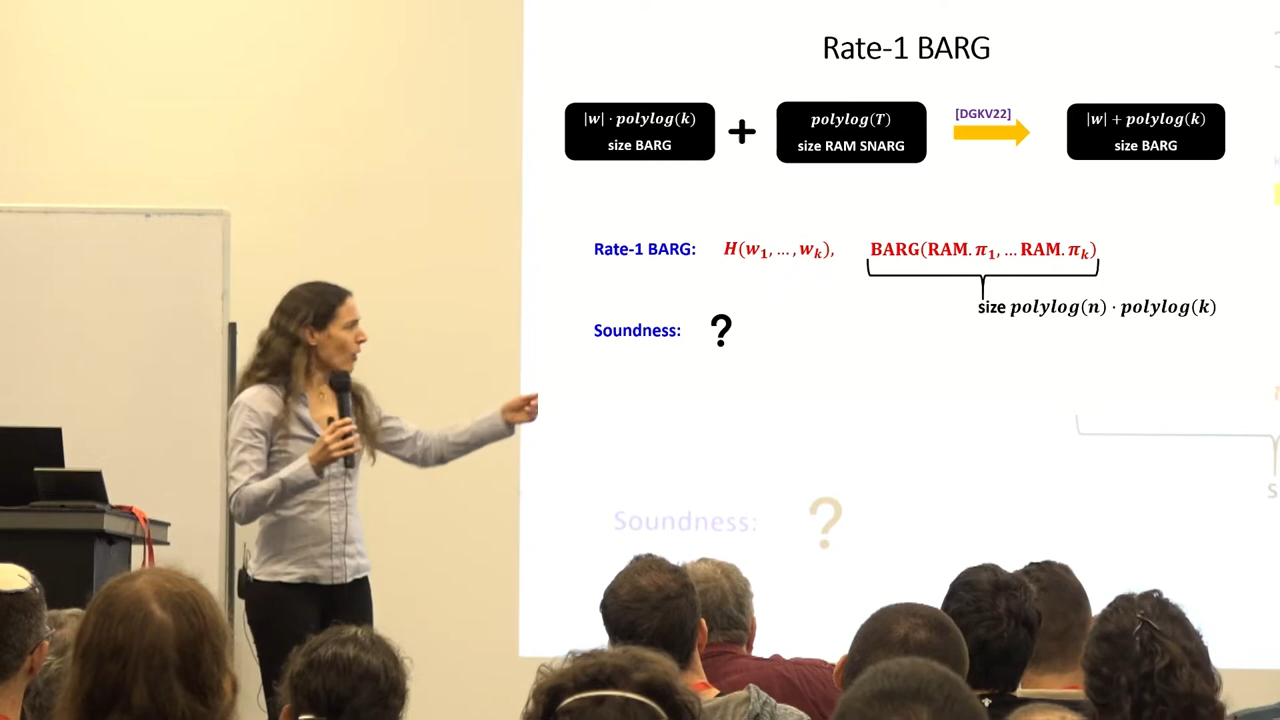 Rate-1 BARG
|w| · polylog(k)
size BARG
+
polylog(T)
size RAM SNARG
[DGKV22]
|w| + polylog(k)
size BARG
Rate-1 BARG: H(w₁, …, wₖ), BARG(RAM. π₁, … RAM. πₖ)
size polylog(n) · polylog(k)
Soundness: ?
Soundness: ?